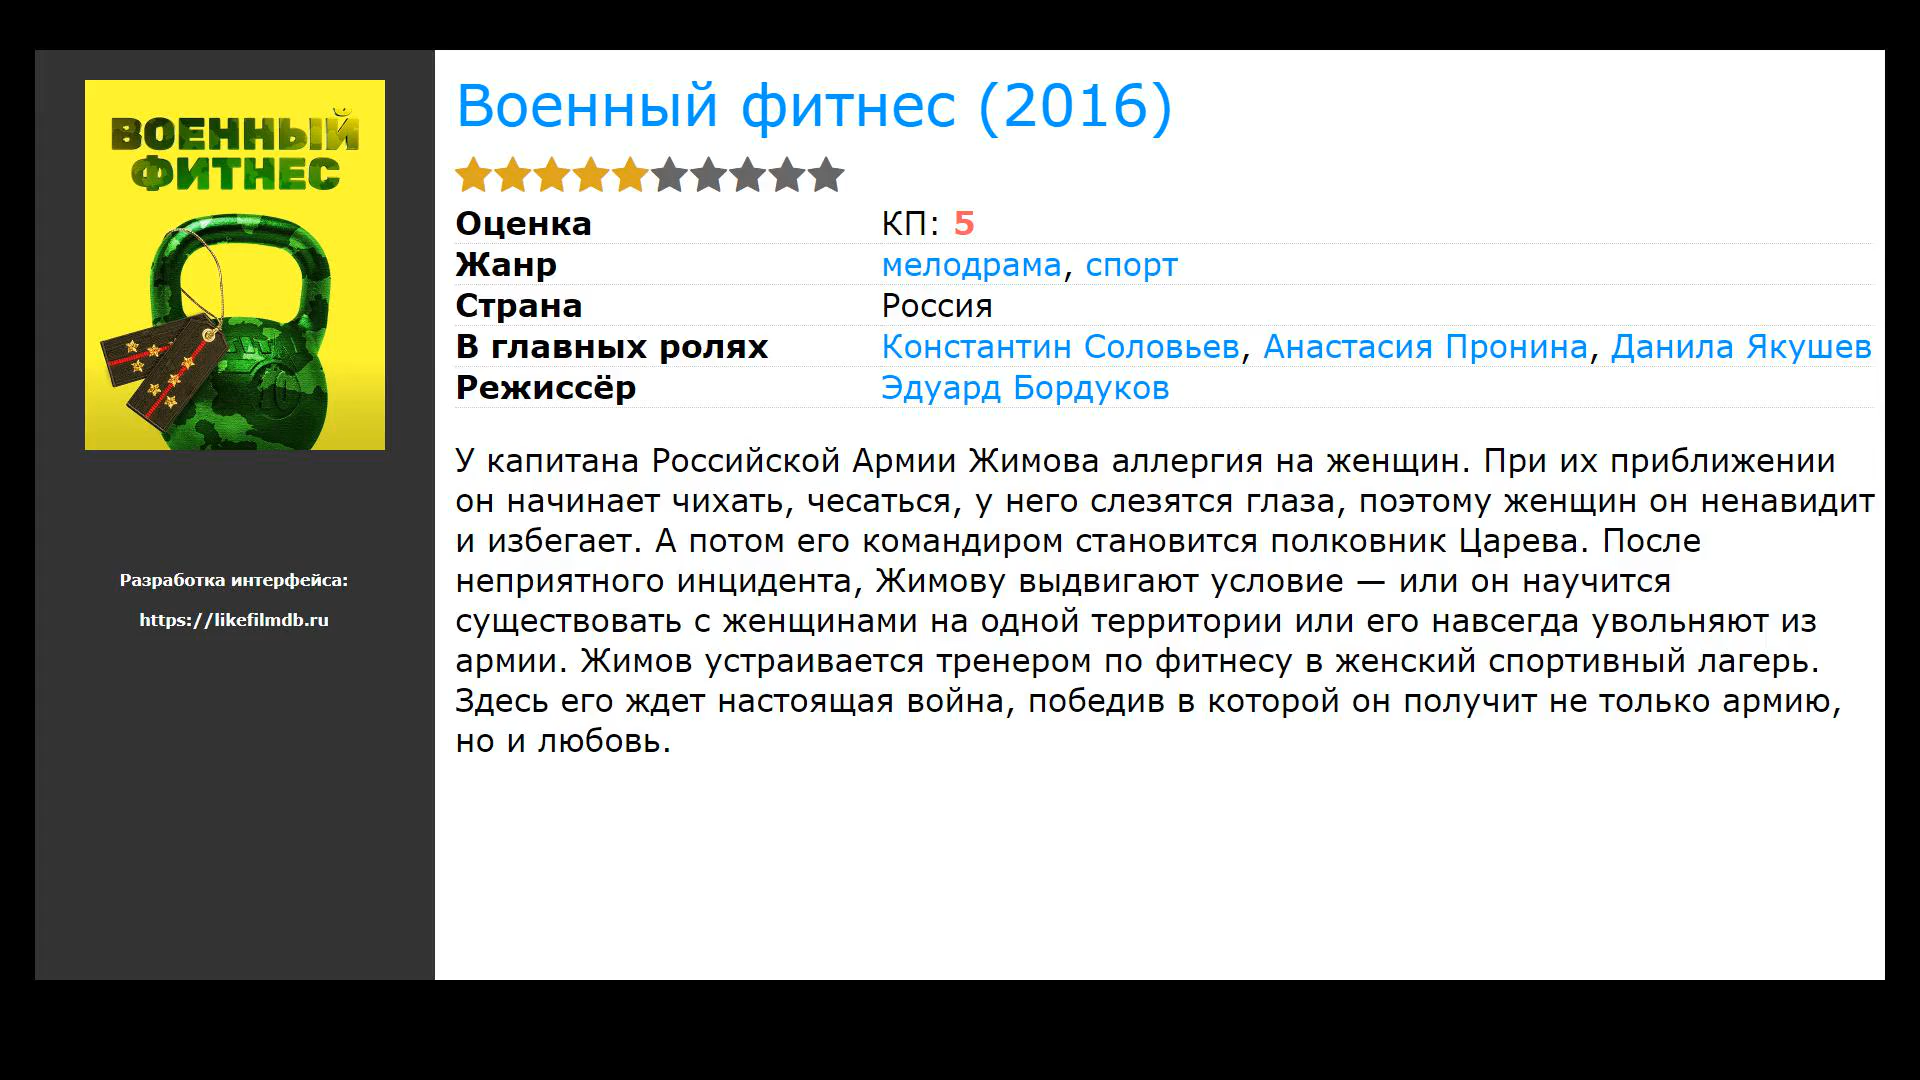 ВОЕННЫЙ
ФИТНЕС
10
Разработка интерфейса:
https://likefilmdb.ru
Военный фитнес (2016)
Оценка КП: 5
Жанр мелодрама, спорт
Страна Россия
В главных ролях Константин Соловьев, Анастасия Пронина, Данила Якушев
Режиссёр Эдуард Бордуков
У капитана Российской Армии Жимова аллергия на женщин. При их приближении
он начинает чихать, чесаться, у него слезятся глаза, поэтому женщин он ненавидит
и избегает. А потом его командиром становится полковник Царева. После
неприятного инцидента, Жимову выдвигают условие — или он научится
существовать с женщинами на одной территории или его навсегда увольняют из
армии. Жимов устраивается тренером по фитнесу в женский спортивный лагерь.
Здесь его ждет настоящая война, победив в которой он получит не только армию,
но и любовь.